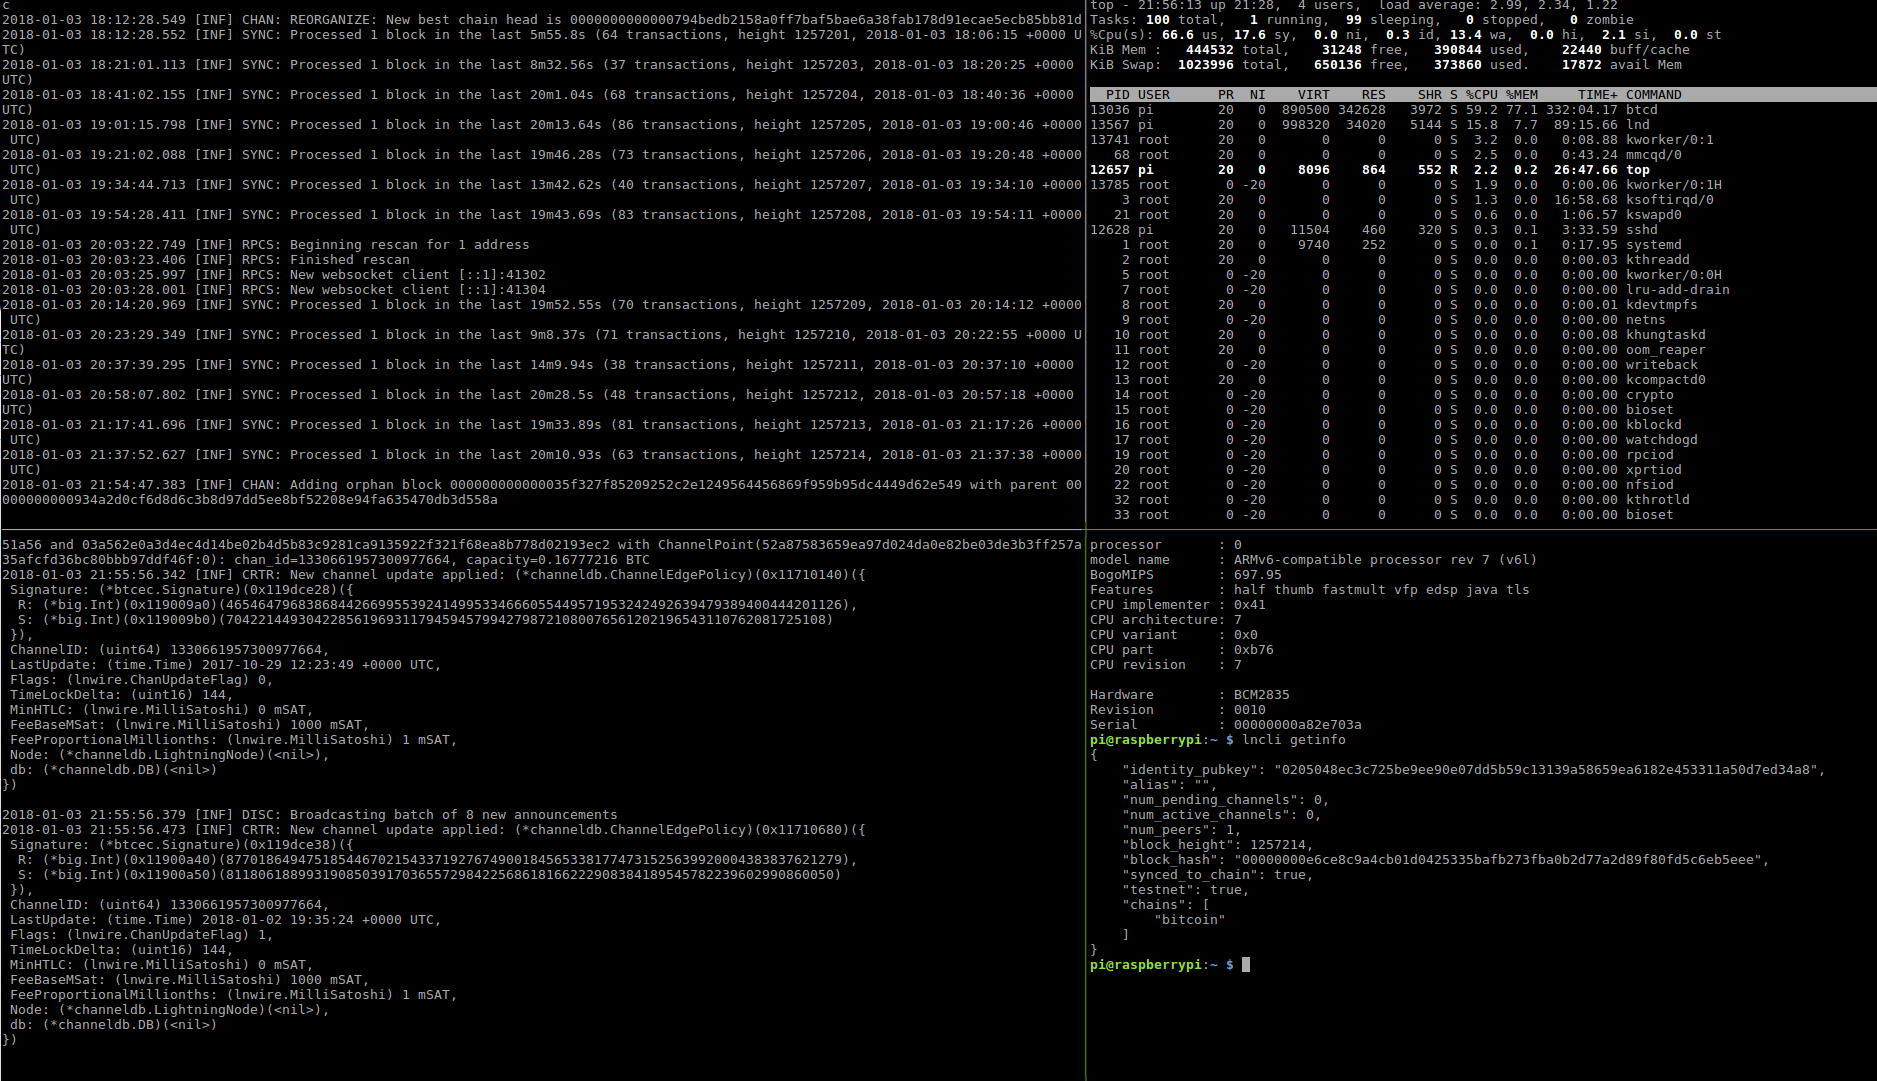 c
2018-01-03 18:12:28.549 [INF] CHAN: REORGANIZE: New best chain head is 0000000000000794bedb2158a0ff7baf5bae6a38fab178d91ecae5ecb85bb81d
2018-01-03 18:12:28.552 [INF] SYNC: Processed 1 block in the last 5m55.8s (64 transactions, height 1257201, 2018-01-03 18:06:15 +0000 U
TC)
2018-01-03 18:21:01.113 [INF] SYNC: Processed 1 block in the last 8m32.56s (37 transactions, height 1257203, 2018-01-03 18:20:25 +0000
UTC)
2018-01-03 18:41:02.155 [INF] SYNC: Processed 1 block in the last 20m1.04s (68 transactions, height 1257204, 2018-01-03 18:40:36 +0000
UTC)
2018-01-03 19:01:15.798 [INF] SYNC: Processed 1 block in the last 20m13.64s (86 transactions, height 1257205, 2018-01-03 19:00:46 +0000
UTC)
2018-01-03 19:21:02.088 [INF] SYNC: Processed 1 block in the last 19m46.28s (73 transactions, height 1257206, 2018-01-03 19:20:48 +0000
UTC)
2018-01-03 19:34:44.713 [INF] SYNC: Processed 1 block in the last 13m42.62s (40 transactions, height 1257207, 2018-01-03 19:34:10 +0000
UTC)
2018-01-03 19:54:28.411 [INF] SYNC: Processed 1 block in the last 19m43.69s (83 transactions, height 1257208, 2018-01-03 19:54:11 +0000
UTC)
2018-01-03 20:03:22.749 [INF] RPCS: Beginning rescan for 1 address
2018-01-03 20:03:23.406 [INF] RPCS: Finished rescan
2018-01-03 20:03:25.997 [INF] RPCS: New websocket client [::1]:41302
2018-01-03 20:03:28.001 [INF] RPCS: New websocket client [::1]:41304
2018-01-03 20:14:20.969 [INF] SYNC: Processed 1 block in the last 19m52.55s (70 transactions, height 1257209, 2018-01-03 20:14:12 +0000
UTC)
2018-01-03 20:23:29.349 [INF] SYNC: Processed 1 block in the last 9m8.37s (71 transactions, height 1257210, 2018-01-03 20:22:55 +0000 U
TC)
2018-01-03 20:37:39.295 [INF] SYNC: Processed 1 block in the last 14m9.94s (38 transactions, height 1257211, 2018-01-03 20:37:10 +0000
UTC)
2018-01-03 20:58:07.802 [INF] SYNC: Processed 1 block in the last 20m28.5s (48 transactions, height 1257212, 2018-01-03 20:57:18 +0000
UTC)
2018-01-03 21:17:41.696 [INF] SYNC: Processed 1 block in the last 19m33.89s (81 transactions, height 1257213, 2018-01-03 21:17:26 +0000
UTC)
2018-01-03 21:37:52.627 [INF] SYNC: Processed 1 block in the last 20m10.93s (63 transactions, height 1257214, 2018-01-03 21:37:38 +0000
UTC)
2018-01-03 21:54:47.383 [INF] CHAN: Adding orphan block 000000000000035f327f85209252c2e1249564456869f959b95dc4449d62e549 with parent 00
000000000934a2d0cf6d8d6c3b8d97dd5ee8bf52208e94fa635470db3d558a
top - 21:56:13 up 21:28, 4 users, load average: 2.99, 2.34, 1.22
Tasks: 100 total, 1 running, 99 sleeping, 0 stopped, 0 zombie
%Cpu(s): 66.6 us, 17.6 sy, 0.0 ni, 0.3 id, 13.4 wa, 0.0 hi, 2.1 si, 0.0 st
KiB Mem : 444532 total, 31248 free, 390844 used, 22440 buff/cache
KiB Swap: 1023996 total, 650136 free, 373860 used. 17872 avail Mem
PID USER PR NI VIRT RES SHR S %CPU %MEM TIME+ COMMAND
13036 pi 20 0 890500 342628 3972 S 59.2 77.1 332:04.17 btcd
13567 pi 20 0 998320 34020 5144 S 15.8 7.7 89:15.66 lnd
13741 root 20 0 0 0 0 S 3.2 0.0 0:08.88 kworker/0:1
68 root 20 0 0 0 0 S 2.5 0.0 0:43.24 mmcqd/0
12657 pi 20 0 8096 864 552 R 2.2 0.2 26:47.66 top
13785 root 0 -20 0 0 0 S 1.9 0.0 0:00.06 kworker/0:1H
3 root 20 0 0 0 0 S 1.3 0.0 16:58.68 ksoftirqd/0
21 root 20 0 0 0 0 S 0.6 0.0 1:06.57 kswapd0
12628 pi 20 0 11504 460 320 S 0.3 0.1 3:33.59 sshd
1 root 20 0 9740 252 0 S 0.0 0.1 0:17.95 systemd
2 root 20 0 0 0 0 S 0.0 0.0 0:00.03 kthreadd
5 root 0 -20 0 0 0 S 0.0 0.0 0:00.00 kworker/0:0H
7 root 0 -20 0 0 0 S 0.0 0.0 0:00.00 lru-add-drain
8 root 20 0 0 0 0 S 0.0 0.0 0:00.01 kdevtmpfs
9 root 0 -20 0 0 0 S 0.0 0.0 0:00.00 netns
10 root 20 0 0 0 0 S 0.0 0.0 0:00.08 khungtaskd
11 root 20 0 0 0 0 S 0.0 0.0 0:00.00 oom_reaper
12 root 0 -20 0 0 0 S 0.0 0.0 0:00.00 writeback
13 root 20 0 0 0 0 S 0.0 0.0 0:00.00 kcompactd0
14 root 0 -20 0 0 0 S 0.0 0.0 0:00.00 crypto
15 root 0 -20 0 0 0 S 0.0 0.0 0:00.00 bioset
16 root 0 -20 0 0 0 S 0.0 0.0 0:00.00 kblockd
17 root 0 -20 0 0 0 S 0.0 0.0 0:00.00 watchdogd
19 root 0 -20 0 0 0 S 0.0 0.0 0:00.00 rpciod
20 root 0 -20 0 0 0 S 0.0 0.0 0:00.00 xprtiod
22 root 0 -20 0 0 0 S 0.0 0.0 0:00.00 nfsiod
32 root 0 -20 0 0 0 S 0.0 0.0 0:00.00 kthrotld
33 root 0 -20 0 0 0 S 0.0 0.0 0:00.00 bioset
51a56 and 03a562e0a3d4ec4d14be02b4d5b83c9281ca9135922f321f68ea8b778d02193ec2 with ChannelPoint(52a87583659ea97d024da0e82be03de3b3ff257a
35afcfd36bc80bbb97ddf46f:0): chan_id=1330661957300977664, capacity=0.16777216 BTC
2018-01-03 21:55:56.342 [INF] CRTR: New channel update applied: (*channeldb.ChannelEdgePolicy)(0x11710140)({
Signature: (*btcec.Signature)(0x119dce28)({
R: (*big.Int)(0x119009a0)(46546479683868442669955392414995334666055449571953242492639479389400444201126),
S: (*big.Int)(0x119009b0)(7042214493042285619693117945945799427987210800765612021965431107620817​25108)
}),
ChannelID: (uint64) 1330661957300977664,
LastUpdate: (time.Time) 2017-10-29 12:23:49 +0000 UTC,
Flags: (lnwire.ChanUpdateFlag) 0,
TimeLockDelta: (uint16) 144,
MinHTLC: (lnwire.MilliSatoshi) 0 mSAT,
FeeBaseMSat: (lnwire.MilliSatoshi) 1000 mSAT,
FeeProportionalMillionths: (lnwire.MilliSatoshi) 1 mSAT,
Node: (*channeldb.LightningNode)(<nil>),
db: (*channeldb.DB)(<nil>)
})
2018-01-03 21:55:56.379 [INF] DISC: Broadcasting batch of 8 new announcements
2018-01-03 21:55:56.473 [INF] CRTR: New channel update applied: (*channeldb.ChannelEdgePolicy)(0x11710680)({
Signature: (*btcec.Signature)(0x119dce38)({
R: (*big.Int)(0x11900a40)(87701864947518544670215433719276749001845653381774731525639920004383837621279),
S: (*big.Int)(0x11900a50)(81180618899319085039170365572984225686181662229083841895457822396029908​60050)
}),
ChannelID: (uint64) 1330661957300977664,
LastUpdate: (time.Time) 2018-01-02 19:35:24 +0000 UTC,
Flags: (lnwire.ChanUpdateFlag) 1,
TimeLockDelta: (uint16) 144,
MinHTLC: (lnwire.MilliSatoshi) 0 mSAT,
FeeBaseMSat: (lnwire.MilliSatoshi) 1000 mSAT,
FeeProportionalMillionths: (lnwire.MilliSatoshi) 1 mSAT,
Node: (*channeldb.LightningNode)(<nil>),
db: (*channeldb.DB)(<nil>)
})
processor : 0
model name : ARMv6-compatible processor rev 7 (v6l)
BogoMIPS : 697.95
Features : half thumb fastmult vfp edsp java tls
CPU implementer : 0x41
CPU architecture: 7
CPU variant : 0x0
CPU part : 0xb76
CPU revision : 7
Hardware : BCM2835
Revision : 0010
Serial : 00000000a82e703a
pi@raspberrypi:~ $ lncli getinfo
{
"identity_pubkey": "0205048ec3c725be9ee90e07dd5b59c13139a58659ea6182e453311a50d7ed34a8",
"alias": "",
"num_pending_channels": 0,
"num_active_channels": 0,
"num_peers": 1,
"block_height": 1257214,
"block_hash": "00000000e6ce8c9a4cb01d0425335bafb273fba0b2d77a2d89f80fd5c6eb5eee",
"synced_to_chain": true,
"testnet": true,
"chains": [
"bitcoin"
]
}
pi@raspberrypi:~ $